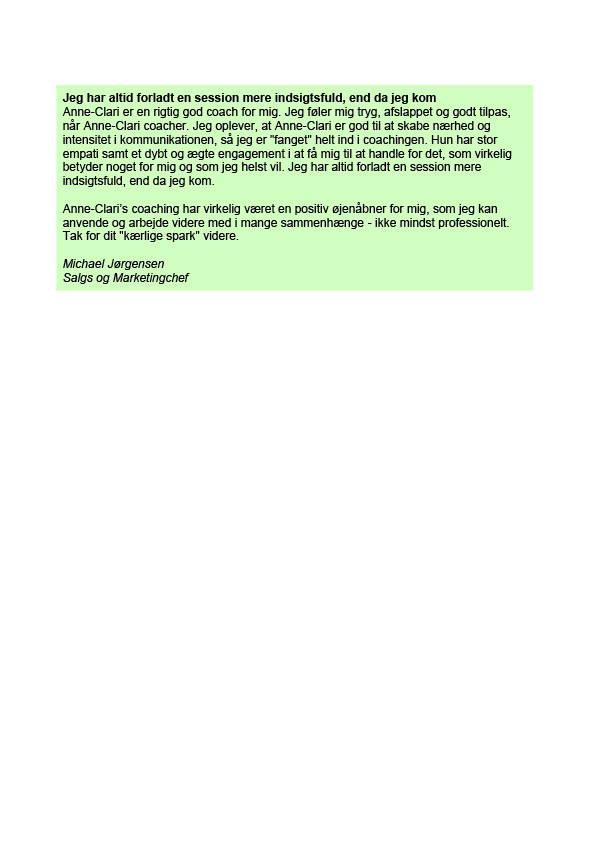 Jeg har altid forladt en session mere indsigtsfuld, end da jeg kom
Anne-Clari er en rigtig god coach for mig. Jeg føler mig tryg, afslappet og godt tilpas,
når Anne-Clari coacher. Jeg oplever, at Anne-Clari er god til at skabe nærhed og
intensitet i kommunikationen, så jeg er "fanget" helt ind i coachingen. Hun har stor
empati samt et dybt og ægte engagement i at få mig til at handle for det, som virkelig
betyder noget for mig og som jeg helst vil. Jeg har altid forladt en session mere
indsigtsfuld, end da jeg kom.
Anne-Clari’s coaching har virkelig været en positiv øjenåbner for mig, som jeg kan
anvende og arbejde videre med i mange sammenhænge - ikke mindst professionelt.
Tak for dit "kærlige spark" videre.
Michael Jørgensen
Salgs og Marketingchef